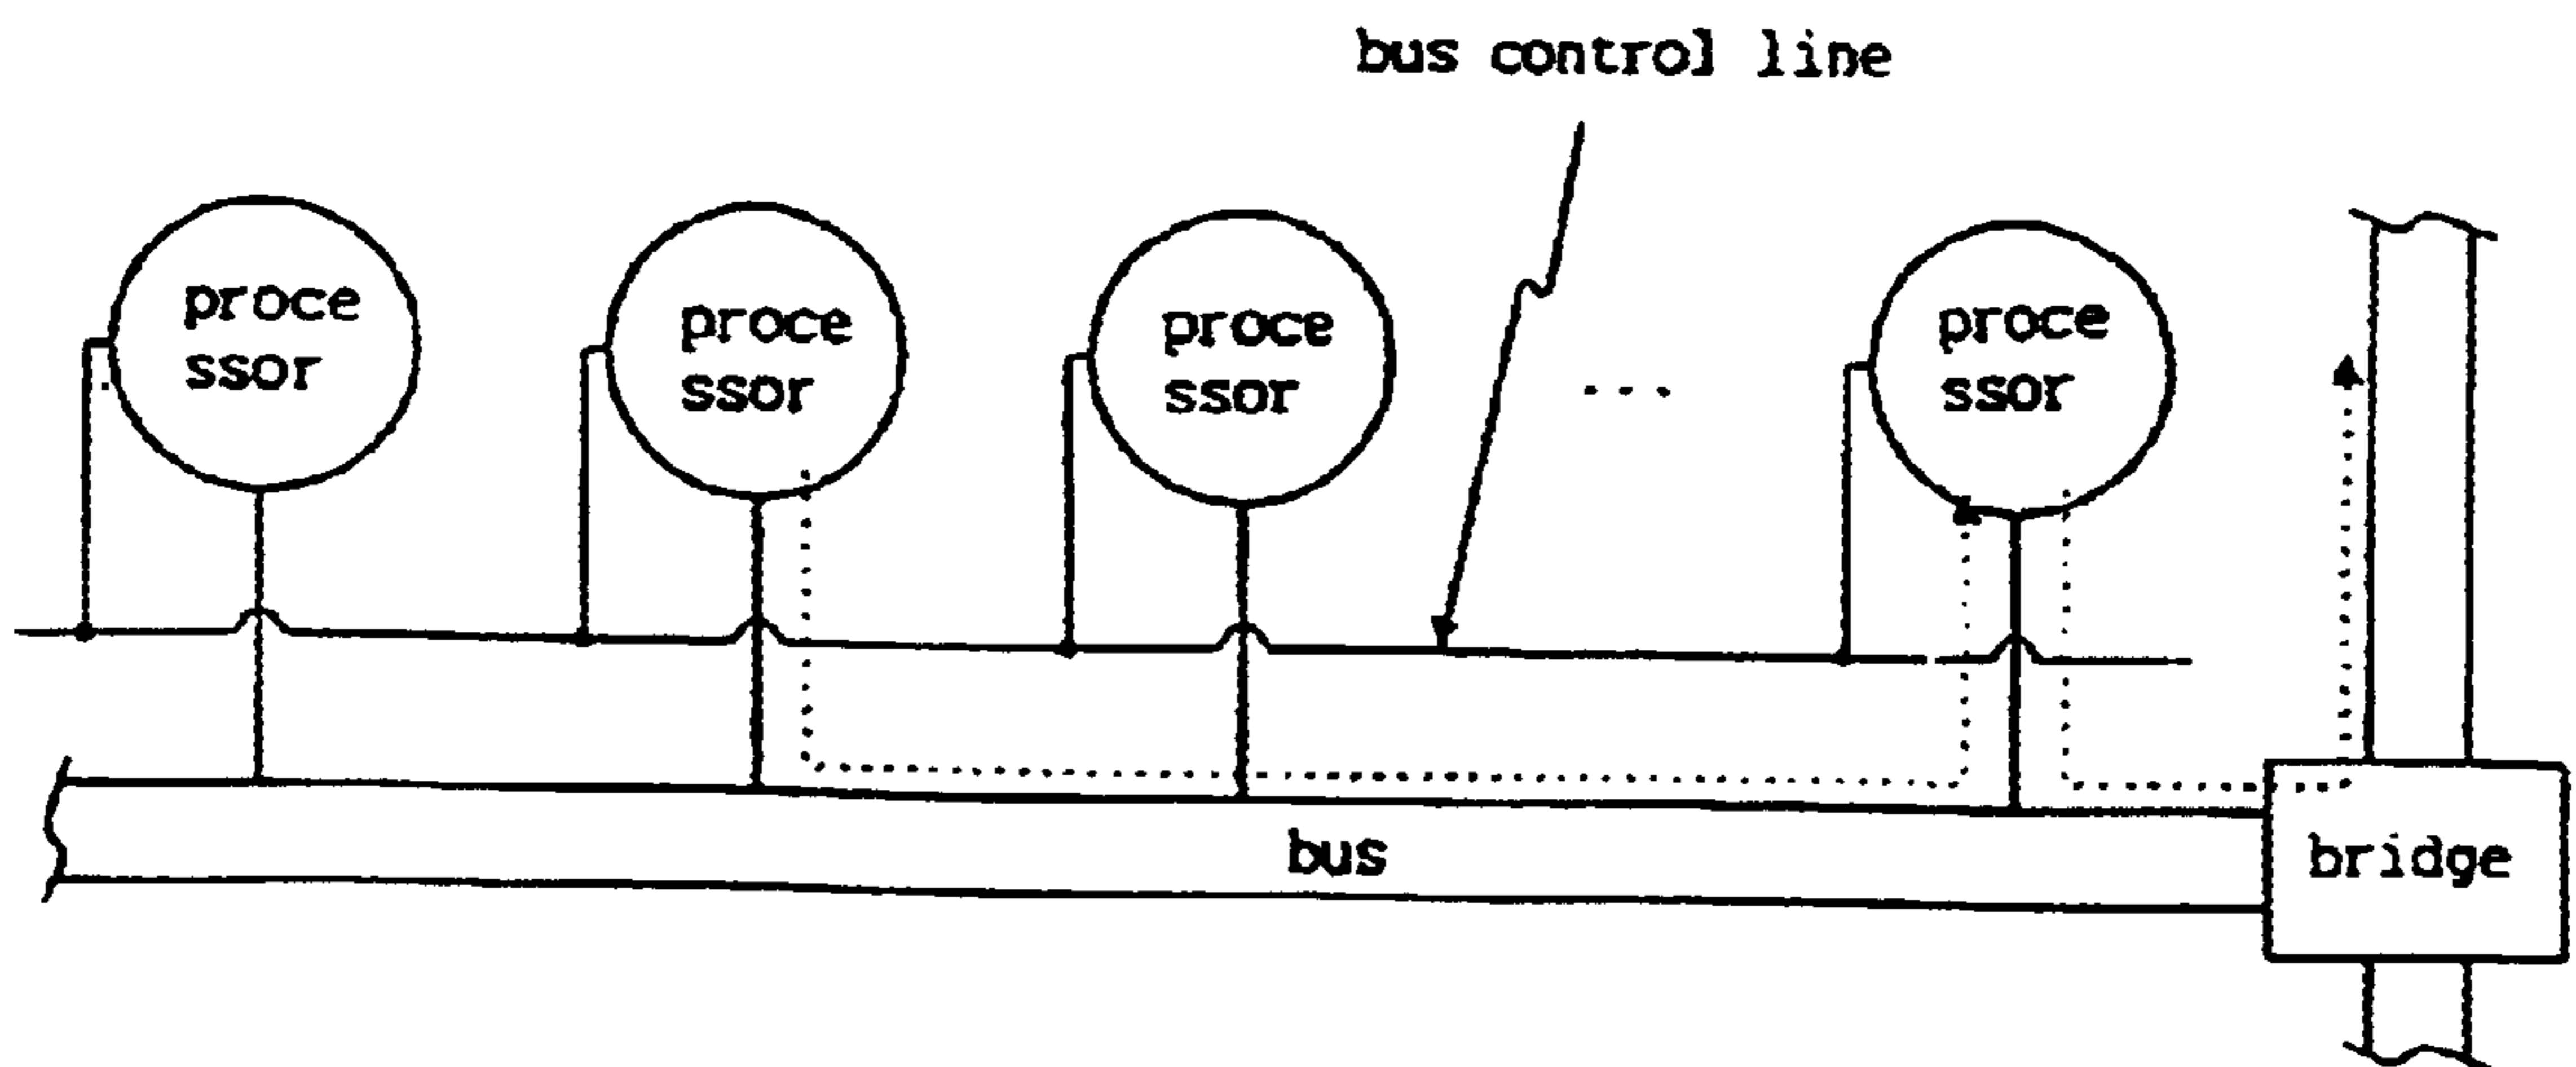 bus control line
proce
ssor
proce
ssor
proce
ssor
proce
ssor
...
bus
bridge